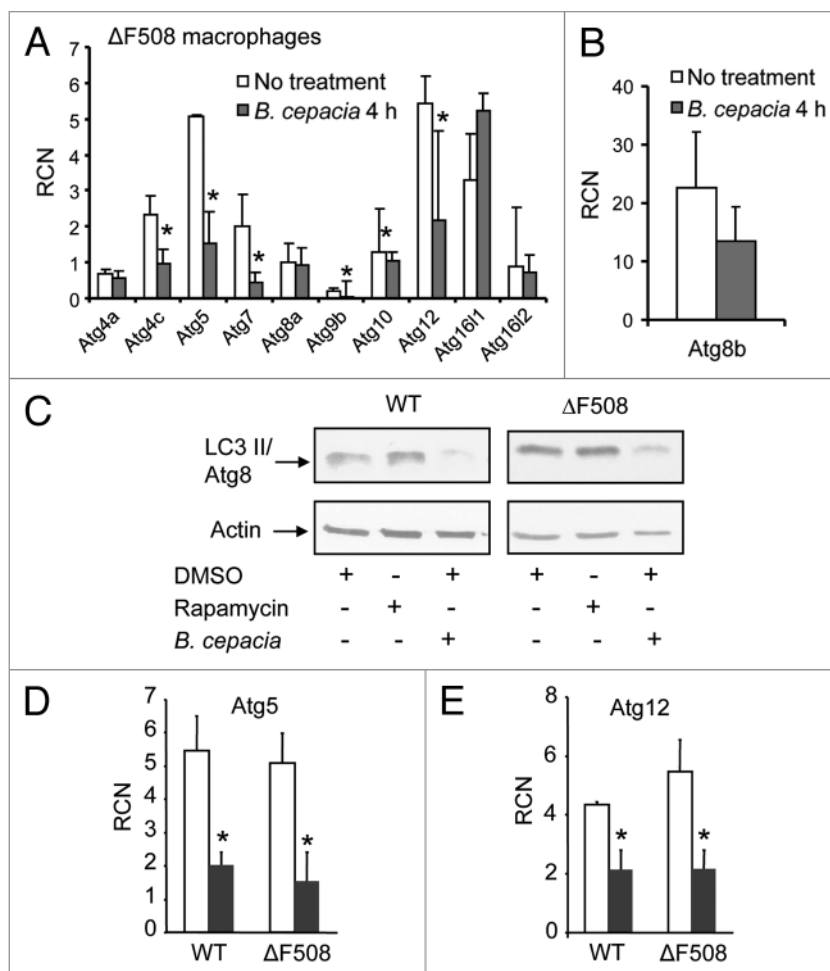 A
ΔF508 macrophages
No treatment
B. cepacia 4 h
RCN
7
6
5
4
3
2
1
0
* * * * * *
Atg4a Atg4c Atg5 Atg7 Atg8a Atg9b Atg10 Atg12 Atg16l1 Atg16l2
B
No treatment
B. cepacia 4 h
RCN
40
30
20
10
0
Atg8b
C
WT ΔF508
LC3 II/
Atg8
Actin
DMSO + - + + - +
Rapamycin - + - - + -
B. cepacia - - + - - +
D
Atg5
RCN
7
6
5
4
3
2
1
0
* *
WT ΔF508
E
Atg12
RCN
8
6
4
2
0
* *
WT ΔF508